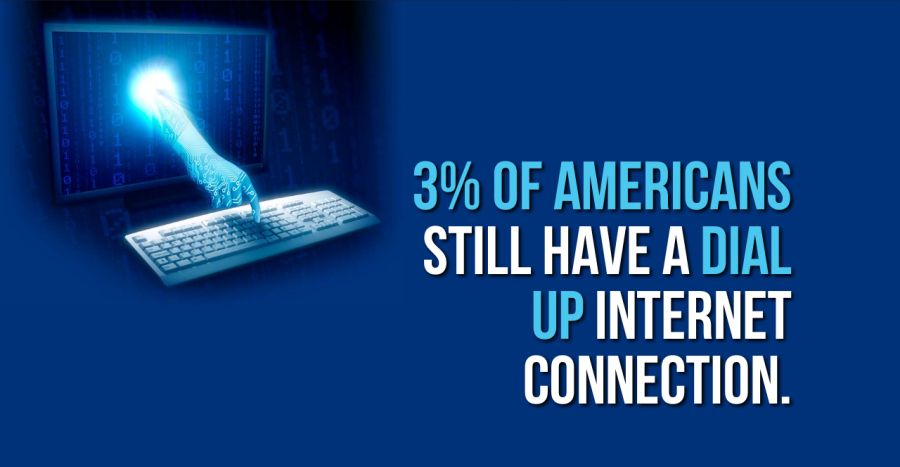 3% OF AMERICANS
STILL HAVE A DIAL
UP INTERNET
CONNECTION.